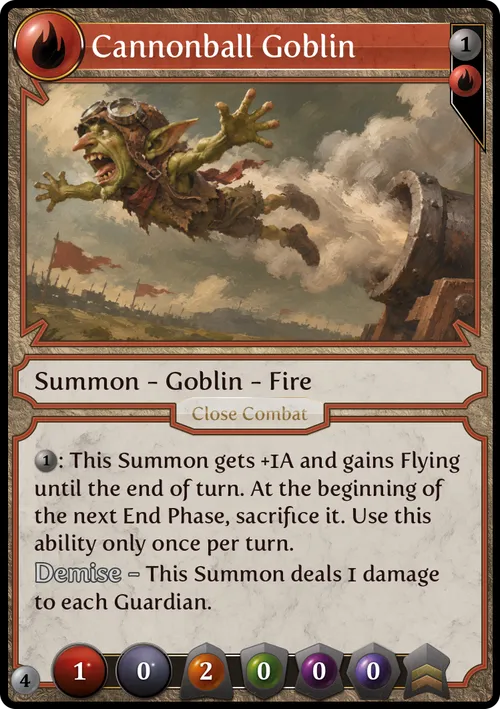 Cannonball Goblin
1
Summon – Goblin – Fire
Close Combat
1: This Summon gets +1A and gains Flying
until the end of turn. At the beginning of
the next End Phase, sacrifice it. Use this
ability only once per turn.
Demise – This Summon deals 1 damage
to each Guardian.
4 1* 0* 2 0 0 0